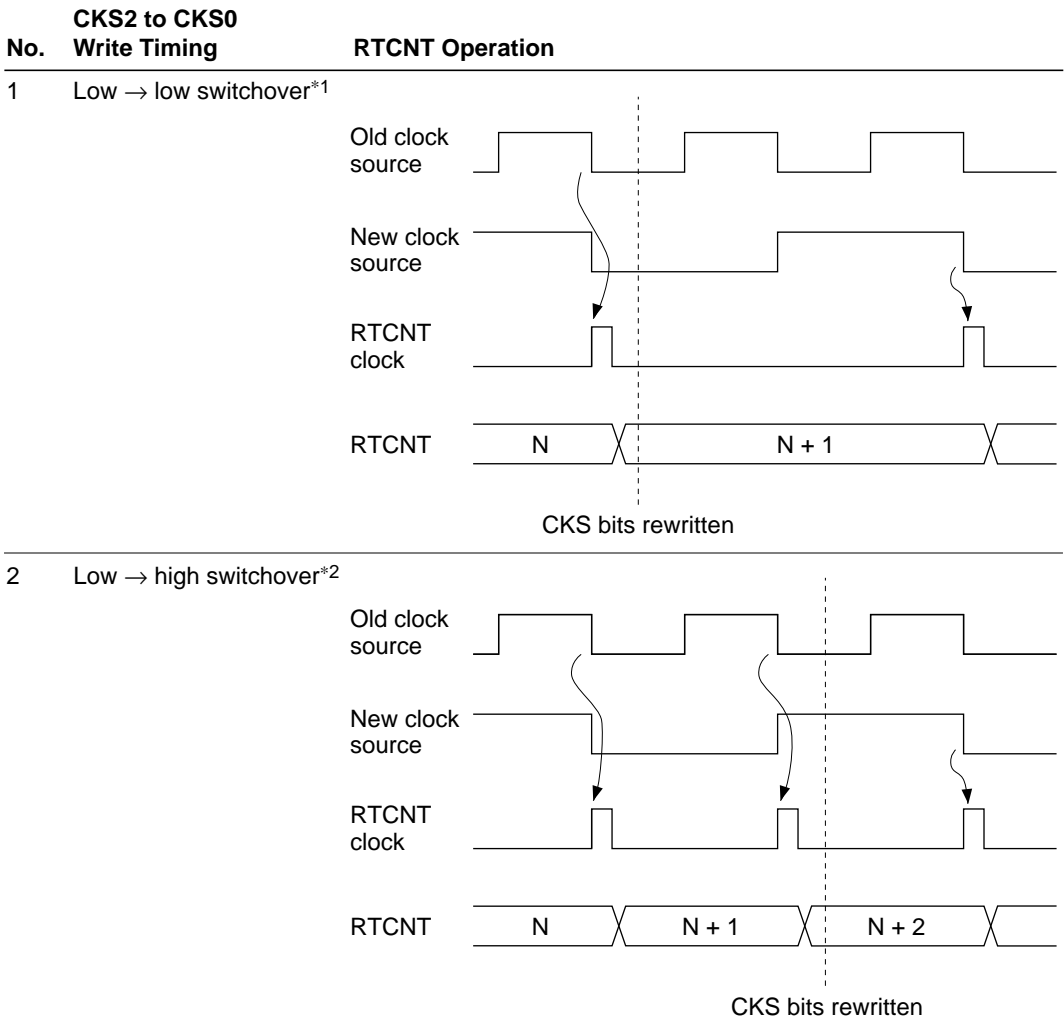 CKS2 to CKS0
No. Write Timing RTCNT Operation
1 Low → low switchover*1
Old clock
source
New clock
source
RTCNT
clock
RTCNT N N + 1
CKS bits rewritten
2 Low → high switchover*2
Old clock
source
New clock
source
RTCNT
clock
RTCNT N N + 1 N + 2
CKS bits rewritten